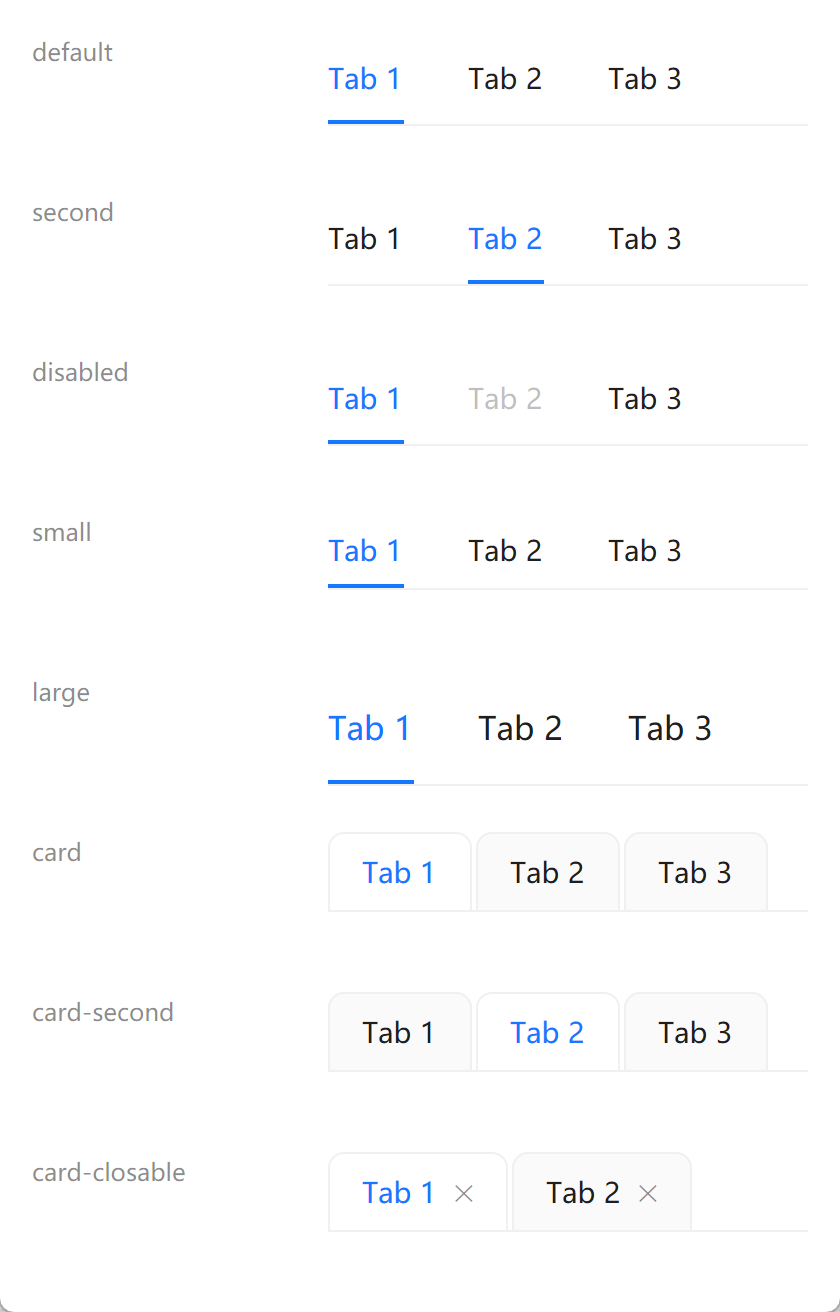 default
Tab 1 Tab 2 Tab 3
second
Tab 1 Tab 2 Tab 3
disabled
Tab 1 Tab 2 Tab 3
small
Tab 1 Tab 2 Tab 3
large
Tab 1 Tab 2 Tab 3
card
Tab 1 Tab 2 Tab 3
card-second
Tab 1 Tab 2 Tab 3
card-closable
Tab 1 Tab 2